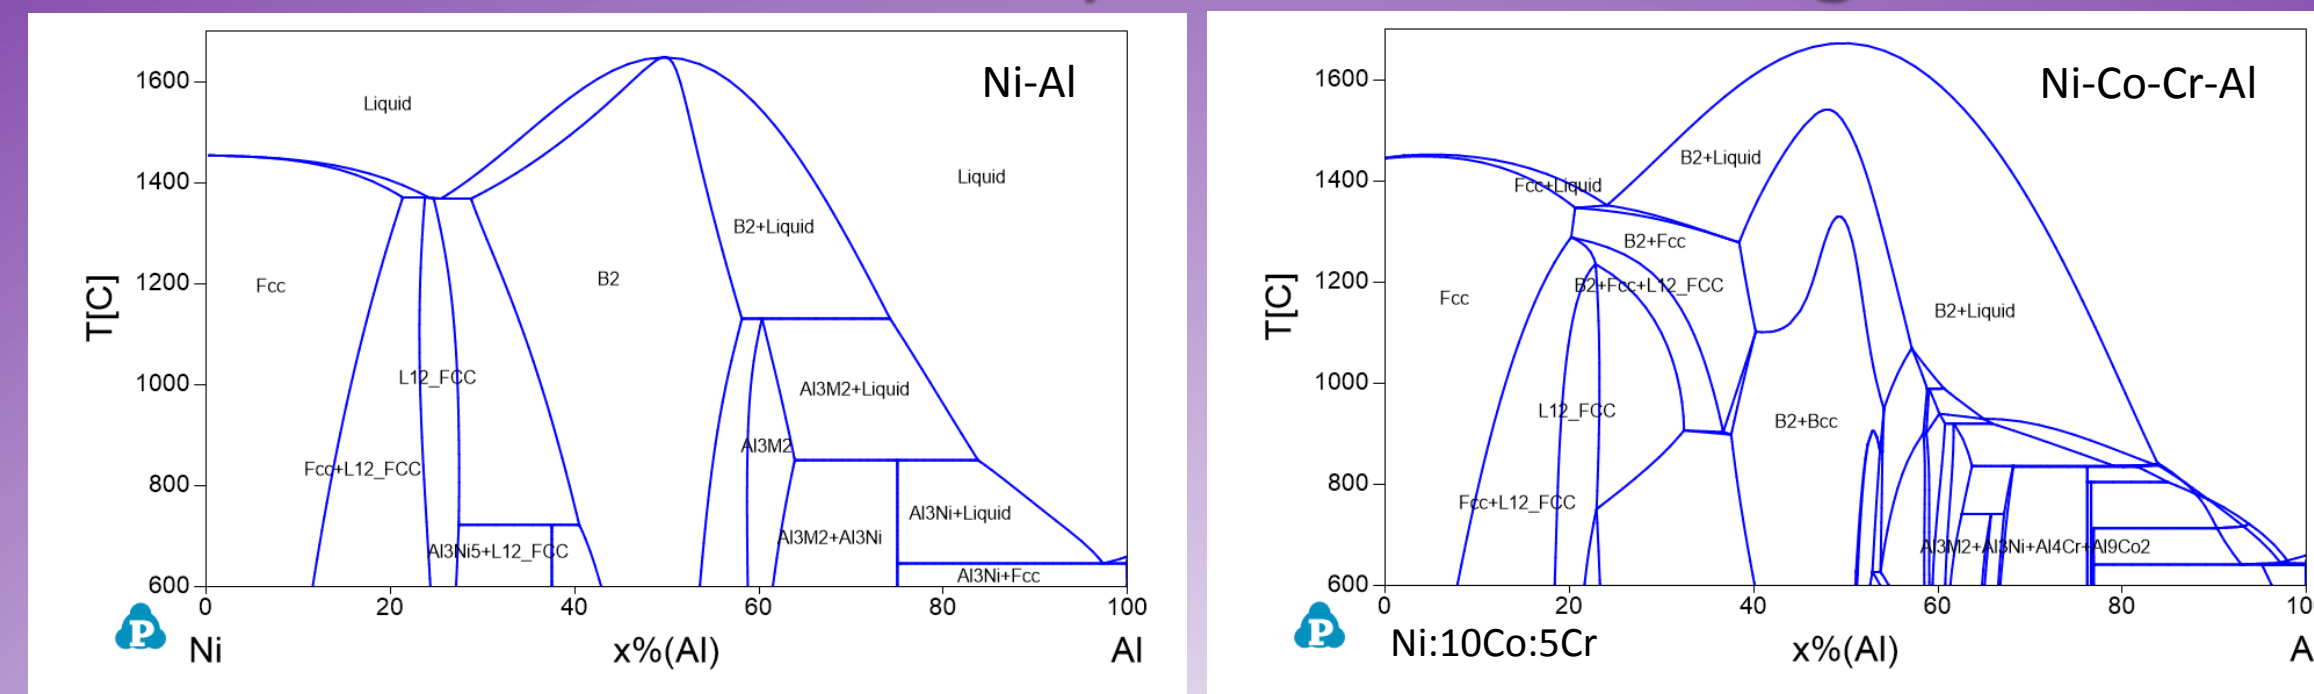 Ni-Al
1600
Liquid
1400
Liquid
B2+Liquid
1200
Fcc
B2
T[C]
1000
L12_FCC
Al3M2+Liquid
Al3M2
800
Fcc+L12_FCC
Al3Ni+Liquid
Al3M2+Al3Ni
Al3Ni5+L12_FCC
Al3Ni+Fcc
600
0 20 40 60 80 100
P
Ni x%(Al) Al
Ni-Co-Cr-Al
1600
B2+Liquid
1400
Fcc+Liquid
B2+Fcc
1200
B2+Fcc+L12_FCC
Fcc
B2+Liquid
T[C]
1000
L12_FCC
B2+Bcc
800
Fcc+L12_FCC
Al3M2+Al3Ni+Al4Cr+Al9Co2
600
0 20 40 60 80 10
P
Ni:10Co:5Cr x%(Al) A